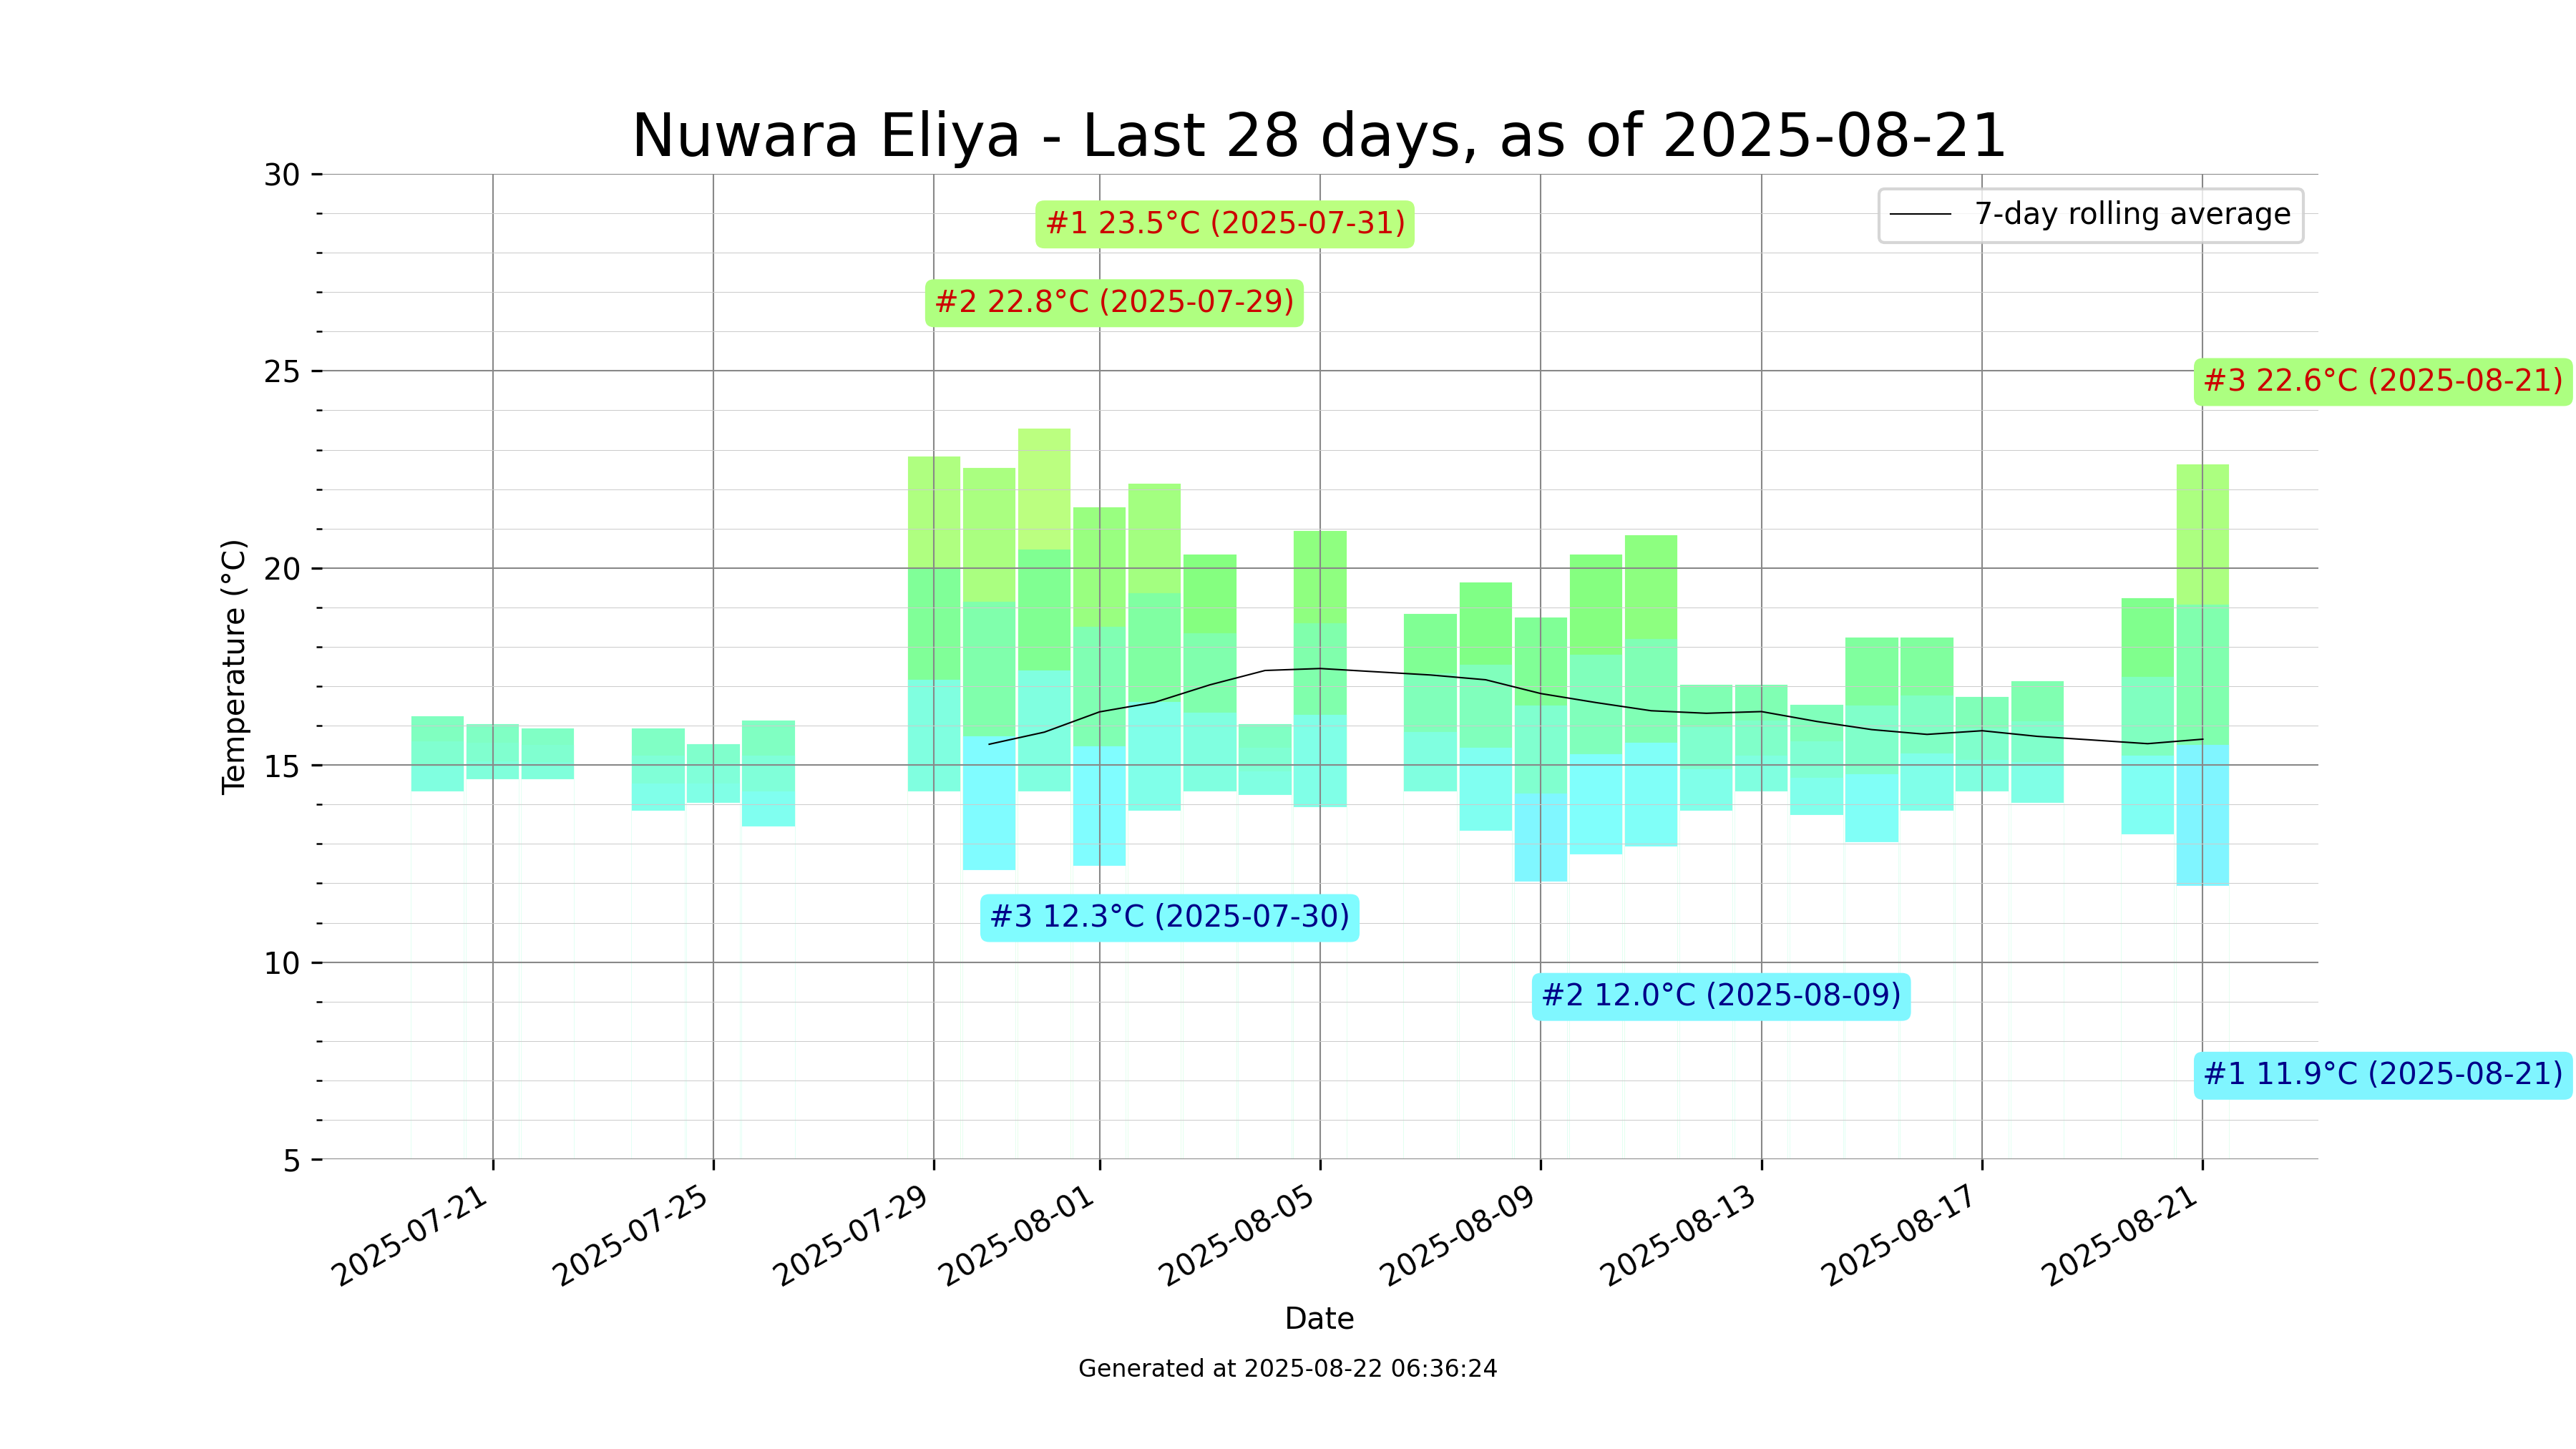 Nuwara Eliya - Last 28 days, as of 2025-08-21
30
25
20
15
10
5
Temperature (°C)
7-day rolling average
#1 23.5°C (2025-07-31)
#2 22.8°C (2025-07-29)
#3 22.6°C (2025-08-21)
#3 12.3°C (2025-07-30)
#2 12.0°C (2025-08-09)
#1 11.9°C (2025-08-21)
2025-07-21
2025-07-25
2025-07-29
2025-08-01
2025-08-05
2025-08-09
2025-08-13
2025-08-17
2025-08-21
Date
Generated at 2025-08-22 06:36:24